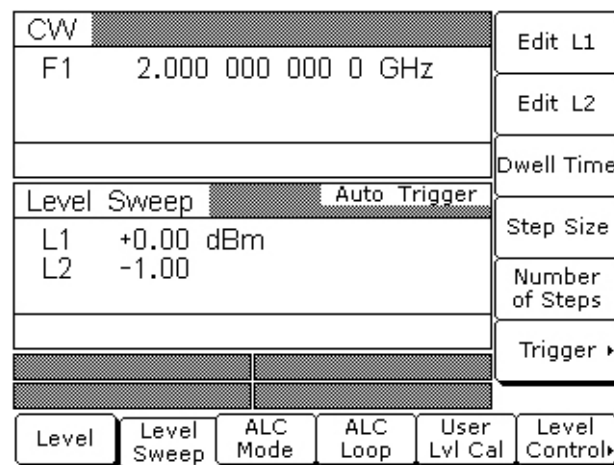 CW
F1 2.000 000 000 0 GHz
Level Sweep Auto Trigger
L1 +0.00 dBm
L2 -1.00
Edit L1
Edit L2
Dwell Time
Step Size
Number
of Steps
Trigger
Level
Level
Sweep
ALC
Mode
ALC
Loop
User
Lvl Cal
Level
Control